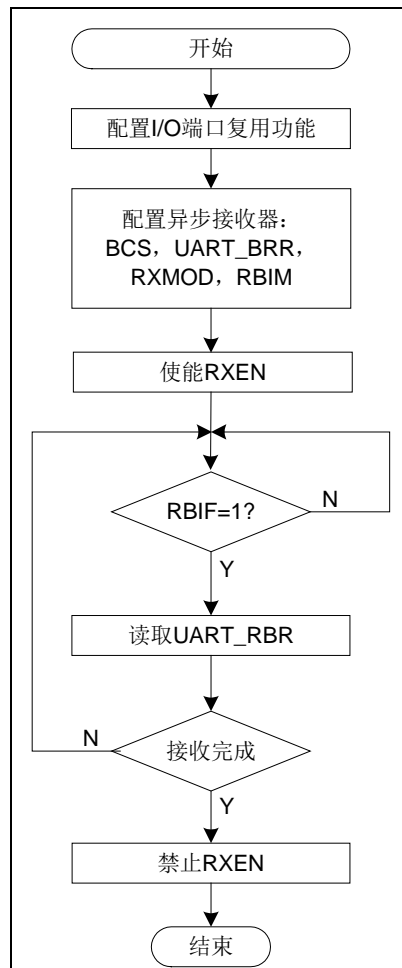 开始
配置I/O端口复用功能
配置异步接收器：
BCS，UART_BRR，
RXMOD，RBIM
使能RXEN
RBIF=1?
N
Y
读取UART_RBR
N
接收完成
Y
禁止RXEN
结束